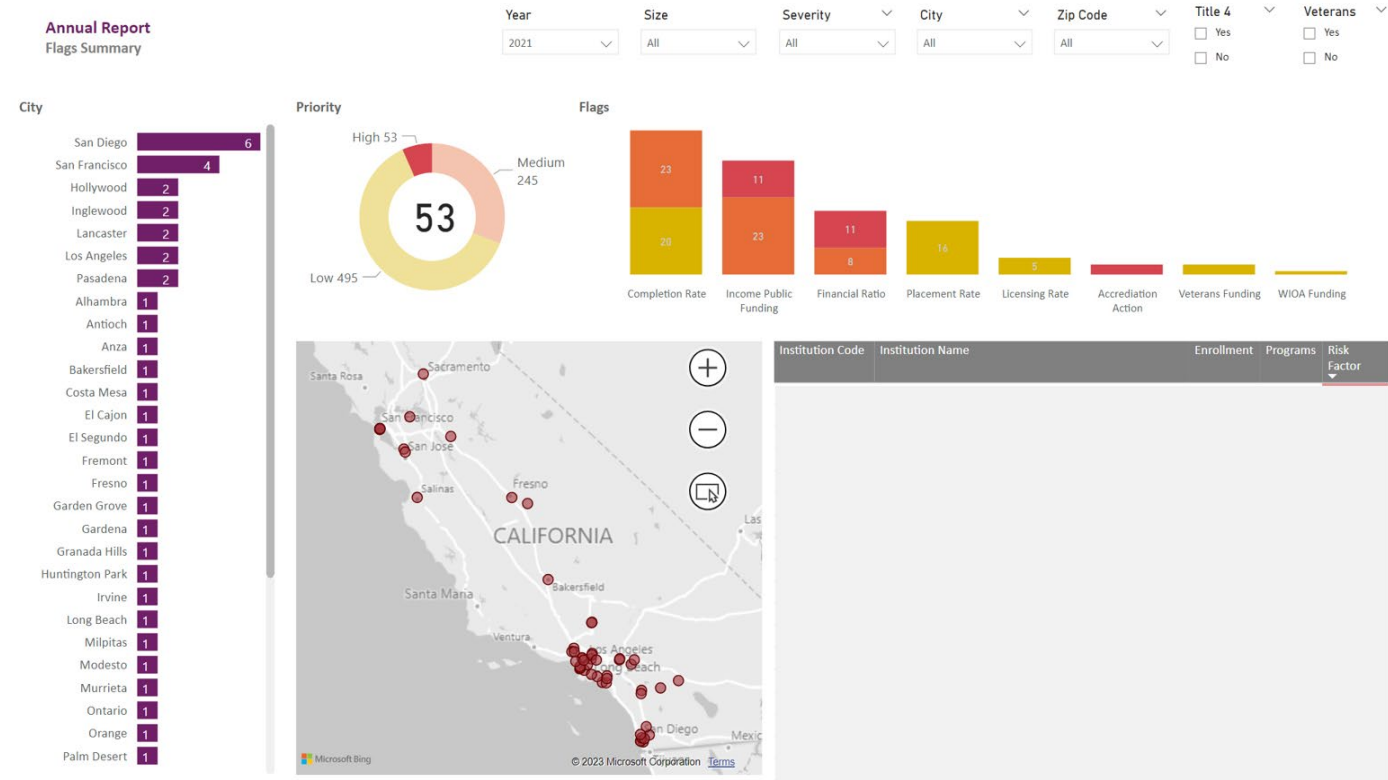 Annual Report
Flags Summary
Year
2021
Size
All
Severity
All
City
All
Zip Code
All
Title 4
Yes
No
Veterans
Yes
No
City
San Diego 6
San Francisco 4
Hollywood 2
Inglewood 2
Lancaster 2
Los Angeles 2
Pasadena 2
Alhambra 1
Antioch 1
Anza 1
Bakersfield 1
Costa Mesa 1
El Cajon 1
El Segundo 1
Fremont 1
Fresno 1
Garden Grove 1
Gardena 1
Granada Hills 1
Huntington Park 1
Irvine 1
Long Beach 1
Milpitas 1
Modesto 1
Murrieta 1
Ontario 1
Orange 1
Palm Desert 1
Priority
High 53
Medium
245
53
Low 495
Flags
23
20
11
23
11
8
16
5
Completion Rate
Income Public
Funding
Financial Ratio
Placement Rate
Licensing Rate
Accrediation
Action
Veterans Funding
WIOA Funding
Sacramento
Santa Rosa
San Francisco
San Jose
Salinas
Fresno
Las
CALIFORNIA
Bakersfield
Santa Maria
Ventura
Los Angeles
Long Beach
San Diego
Mexic
Microsoft Bing
© 2023 Microsoft Corporation Terms
Institution Code
Institution Name
Enrollment
Programs
Risk
Factor